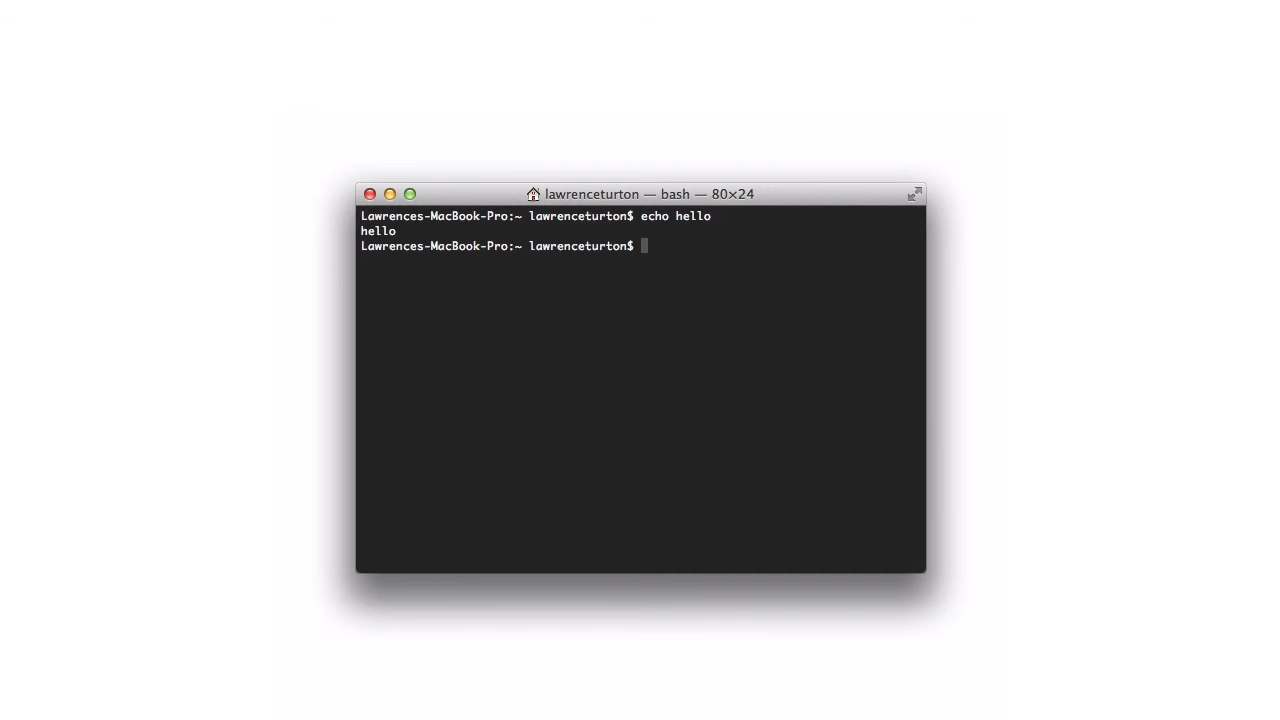 lawrenceturton — bash — 80×24
Lawrences-MacBook-Pro:~ lawrenceturton$ echo hello
hello
Lawrences-MacBook-Pro:~ lawrenceturton$